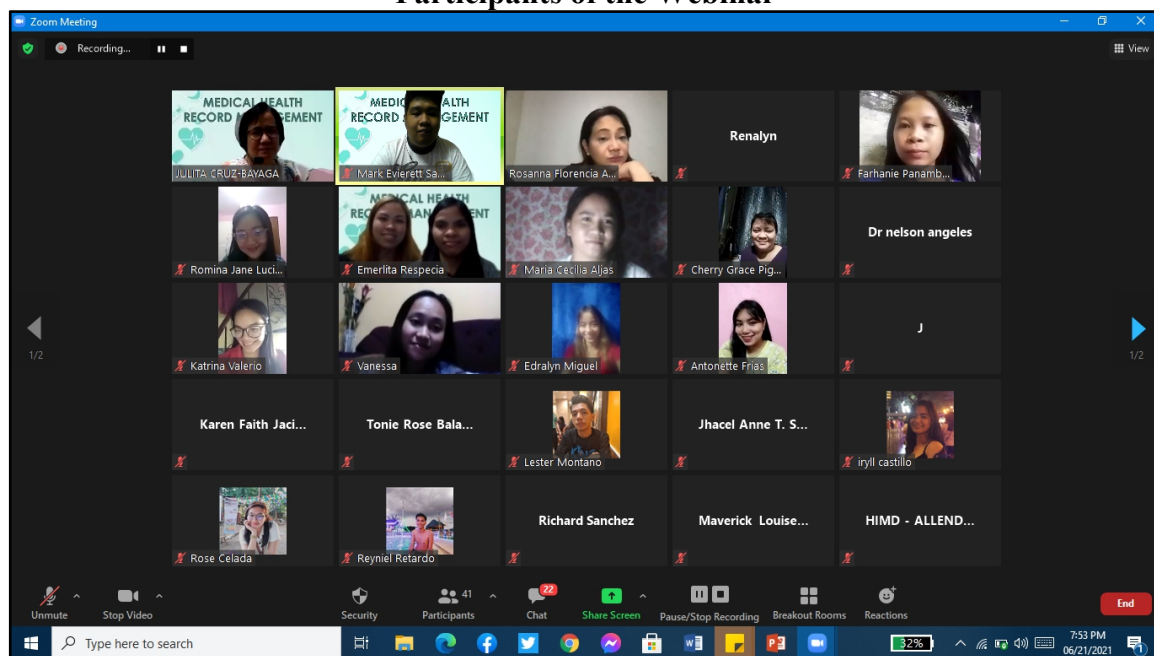 Participants of the Webinar
Zoom Meeting
Recording...
View
MEDICAL HEALTH
RECORD
JULITA CRUZ-BAYAGA
RECORD
Mark Evierett Sa...
Rosanna Florencia A...
Renalyn
Farhanie Panamb...
Romina Jane Luci...
Emerlita Respecia
Maria Cecilia Aljas
Cherry Grace Pig...
Dr nelson angeles
1/2
Katrina Valerio
Vanessa
Edralyn Miguel
Antonette Frias
J
1/2
Karen Faith Jaci...
Tonie Rose Bala...
Lester Montano
Jhacel Anne T. S...
iryll castillo
Rose Celada
Reyniel Retardo
Richard Sanchez
Maverick Louise...
HIMD - ALLEND...
Unmute
Stop Video
Security
41
Participants
22
Chat
Share Screen
Pause/Stop Recording
Breakout Rooms
Reactions
End
Type here to search
32%
7:53 PM
06/21/2021